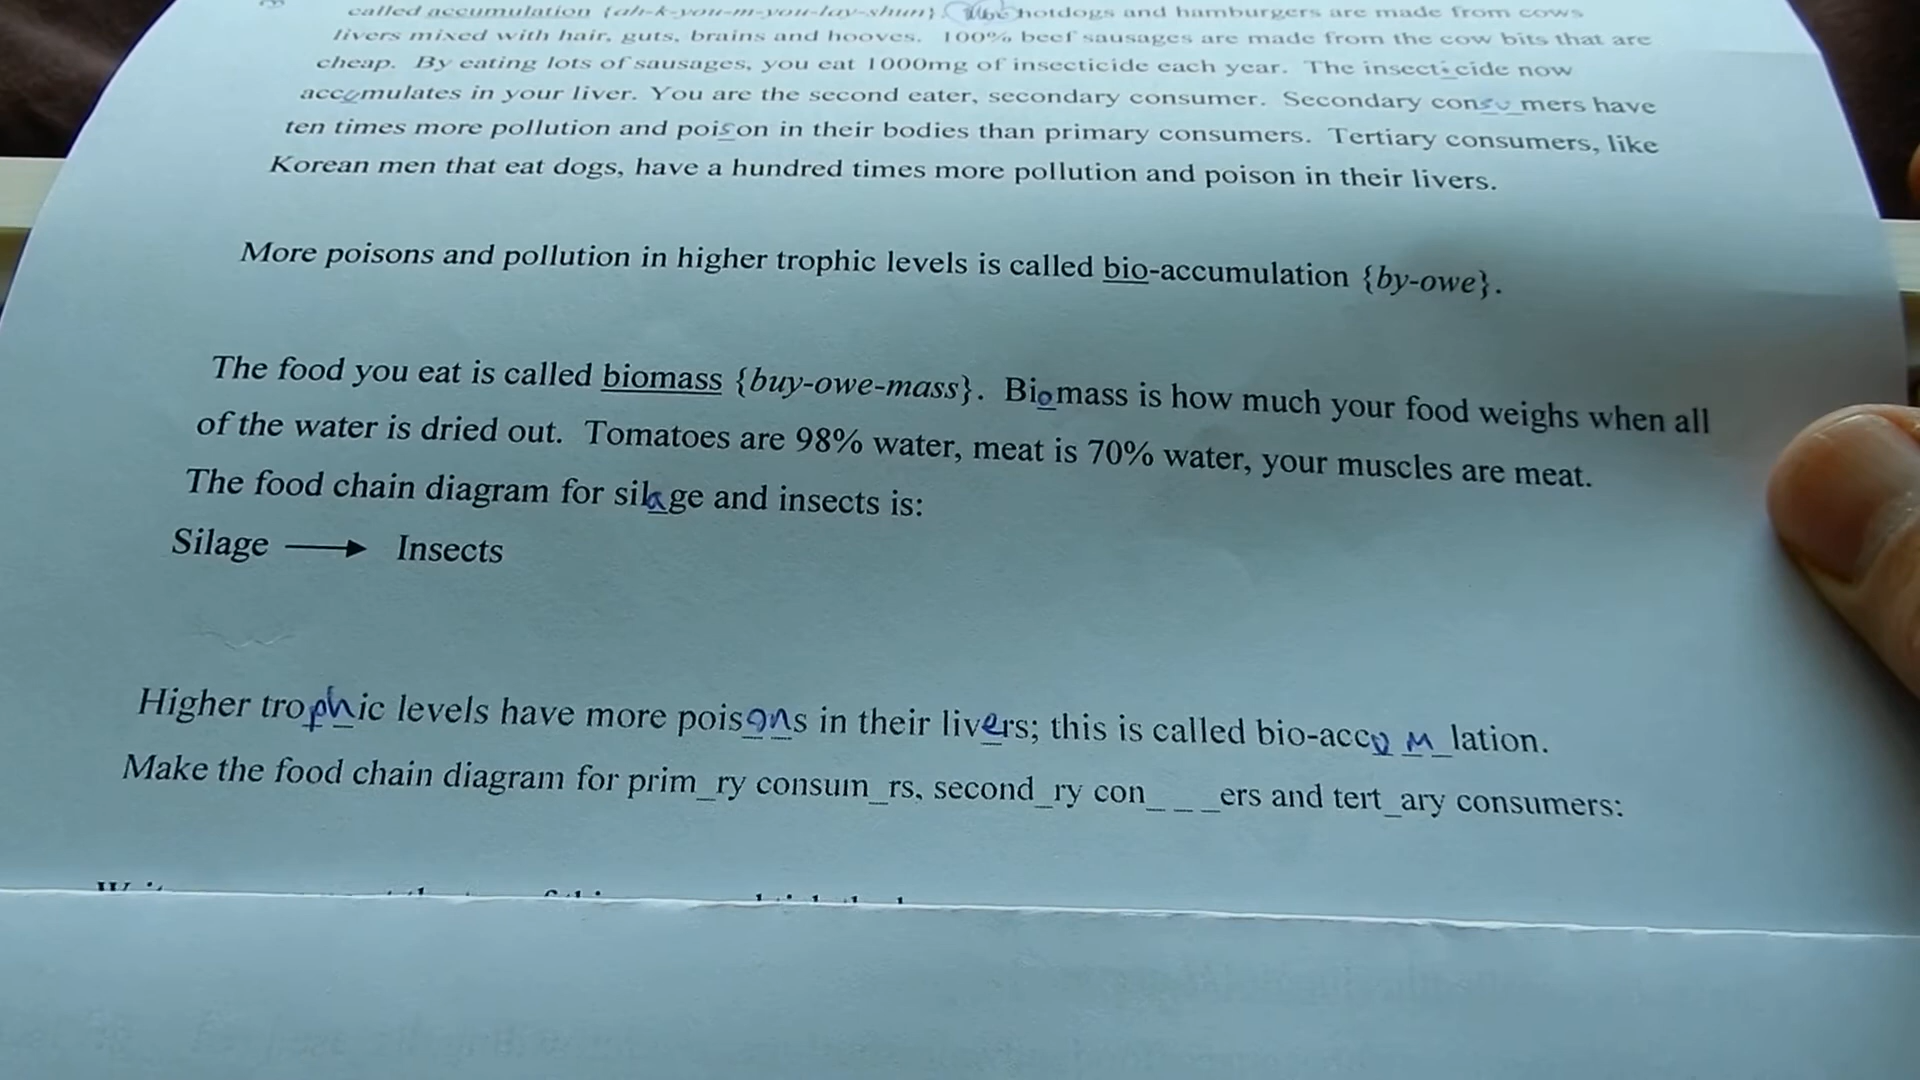 called accumulation {ah-k-you-m-you-lay-shun}. hotdogs and hamburgers are made from cows
livers mixed with hair, guts, brains and hooves. 100% beef sausages are made from the cow bits that are
cheap. By eating lots of sausages, you eat 1000mg of insecticide each year. The insecticide now
accumulates in your liver. You are the second eater, secondary consumer. Secondary consumers have
ten times more pollution and poison in their bodies than primary consumers. Tertiary consumers, like
Korean men that eat dogs, have a hundred times more pollution and poison in their livers.
More poisons and pollution in higher trophic levels is called bio-accumulation {by-owe}.
The food you eat is called biomass {buy-owe-mass}. Biomass is how much your food weighs when all
of the water is dried out. Tomatoes are 98% water, meat is 70% water, your muscles are meat.
The food chain diagram for silage and insects is:
Silage → Insects
Higher trophic levels have more poisons in their livers; this is called bio-accu m _lation.
Make the food chain diagram for prim_ry consum_rs, second_ry con_ _ _ers and tert_ary consumers: